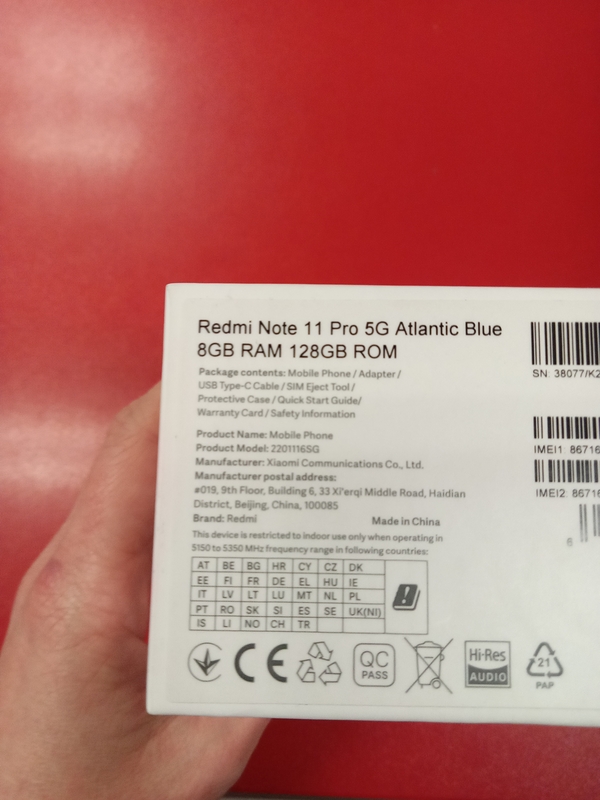 Redmi Note 11 Pro 5G Atlantic Blue
8GB RAM 128GB ROM
Package contents: Mobile Phone / Adapter /
USB Type-C Cable / SIM Eject Tool /
Protective Case / Quick Start Guide/
Warranty Card / Safety Information
Product Name: Mobile Phone
Product Model: 2201116SG
Manufacturer: Xiaomi Communications Co., Ltd.
Manufacturer postal address:
#019, 9th Floor, Building 6, 33 Xi'erqi Middle Road, Haidian
District, Beijing, China, 100085
Brand: Redmi Made in China
This device is restricted to indoor use only when operating in
5150 to 5350 MHz frequency range in following countries:
AT BE BG HR CY CZ DK
EE FI FR DE EL HU IE
IT LV LT LU MT NL PL
PT RO SK SI ES SE UK(NI)
IS LI NO CH TR
CE
QC
PASS
Hi-Res
AUDIO
21
PAP
SN: 38077/K2
IMEI1: 86716
IMEI2: 86716
6